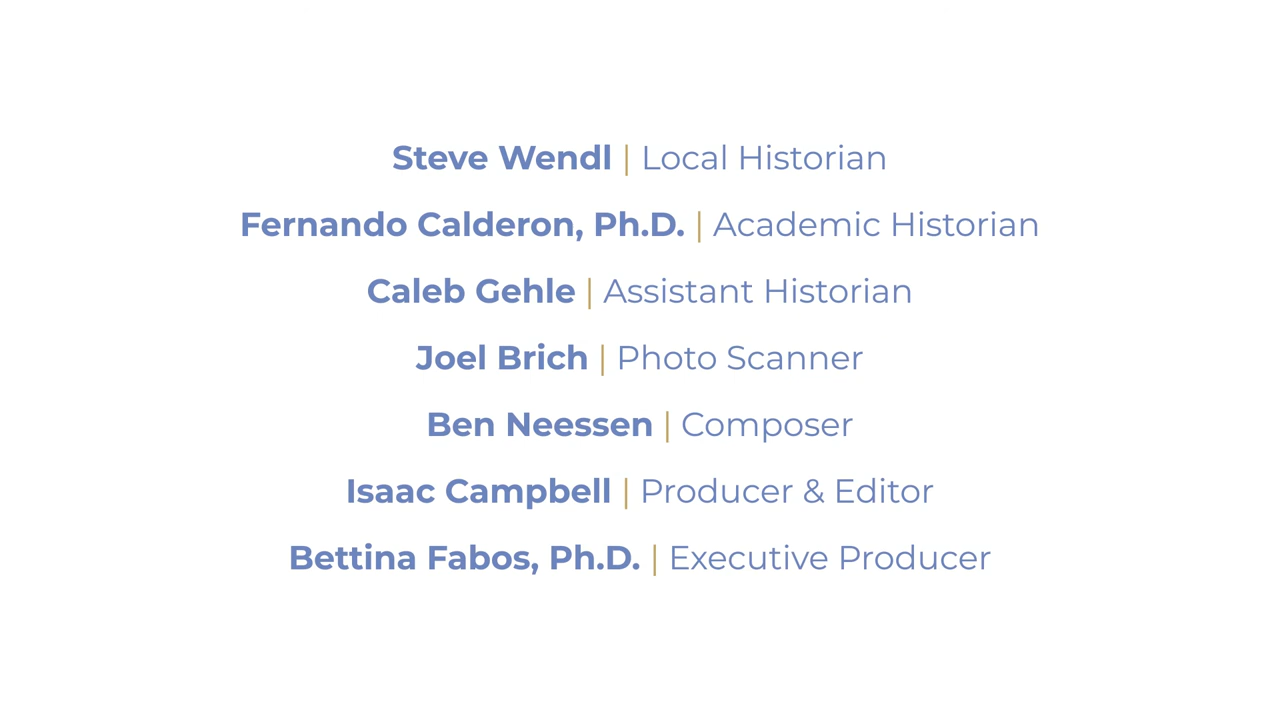 Steve Wendl | Local Historian
Fernando Calderon, Ph.D. | Academic Historian
Caleb Gehle | Assistant Historian
Joel Brich | Photo Scanner
Ben Neessen | Composer
Isaac Campbell | Producer & Editor
Bettina Fabos, Ph.D. | Executive Producer